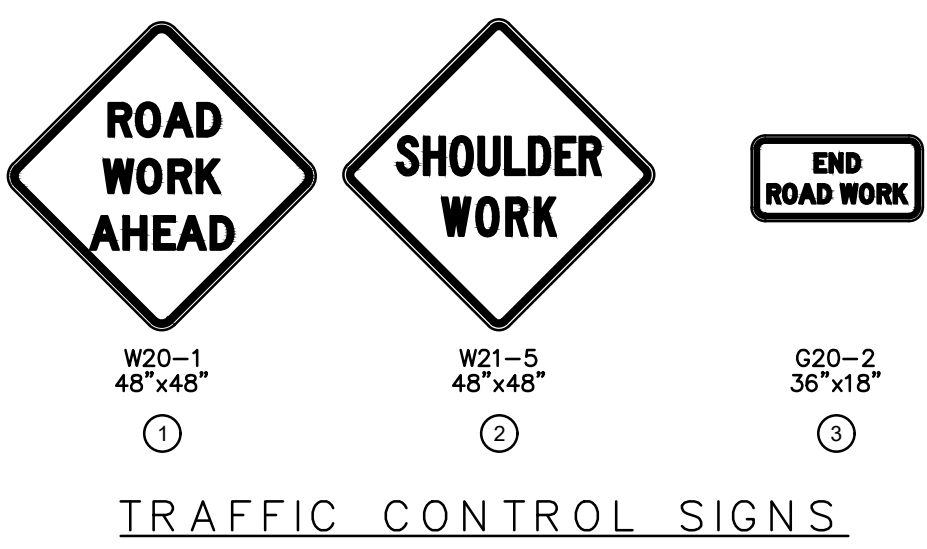 ROAD
WORK
AHEAD
W20-1
48”x48”
1
SHOULDER
WORK
W21-5
48”x48”
2
END
ROAD WORK
G20-2
36”x18”
3
TRAFFIC CONTROL SIGNS